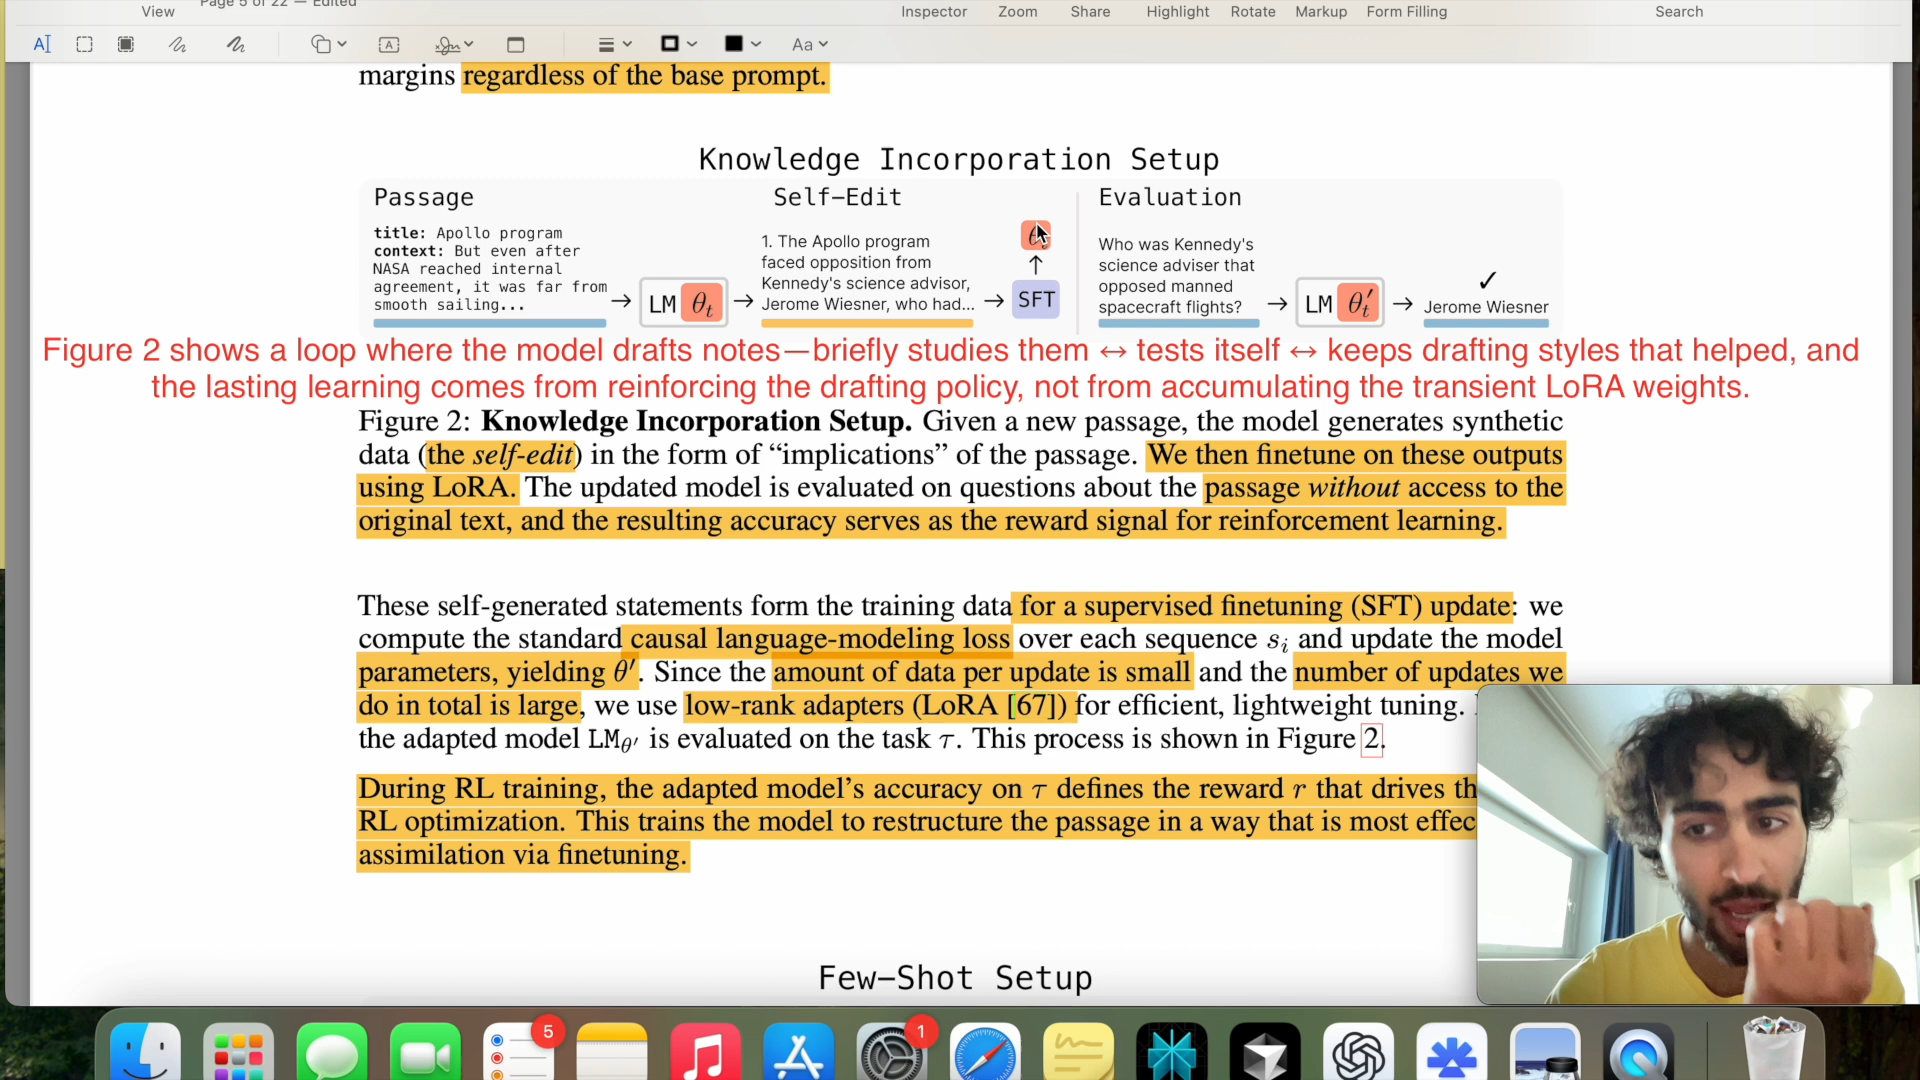 Page 5 of 22 — Edited
View
Inspector Zoom Share Highlight Rotate Markup Form Filling Search
A
Aa
margins regardless of the base prompt.
Knowledge Incorporation Setup
Passage
title: Apollo program
context: But even after
NASA reached internal
agreement, it was far from
smooth sailing...
→ LM θt →
Self-Edit
1. The Apollo program
faced opposition from
Kennedy's science advisor,
Jerome Wiesner, who had...
→ SFT
↑
Evaluation
Who was Kennedy's
science adviser that
opposed manned
spacecraft flights?
→ LM θ′t →
✓
Jerome Wiesner
Figure 2 shows a loop where the model drafts notes—briefly studies them ↔ tests itself ↔ keeps drafting styles that helped, and
the lasting learning comes from reinforcing the drafting policy, not from accumulating the transient LoRA weights.
Figure 2: Knowledge Incorporation Setup. Given a new passage, the model generates synthetic
data (the self-edit) in the form of “implications” of the passage. We then finetune on these outputs
using LoRA. The updated model is evaluated on questions about the passage without access to the
original text, and the resulting accuracy serves as the reward signal for reinforcement learning.
These self-generated statements form the training data for a supervised finetuning (SFT) update: we
compute the standard causal language-modeling loss over each sequence si and update the model
parameters, yielding θ′. Since the amount of data per update is small and the number of updates we
do in total is large, we use low-rank adapters (LoRA [67]) for efficient, lightweight tuning.
the adapted model LMθ′ is evaluated on the task τ. This process is shown in Figure 2.
During RL training, the adapted model’s accuracy on τ defines the reward r that drives
RL optimization. This trains the model to restructure the passage in a way that is most
assimilation via finetuning.
Few-Shot Setup
5
1